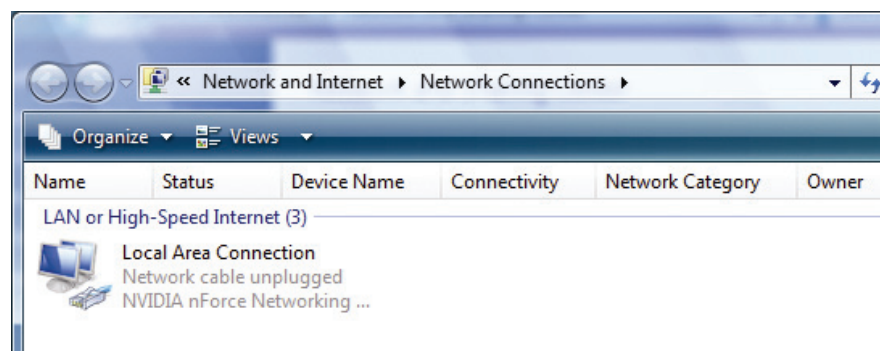 « Network and Internet Network Connections
Organize Views
Name Status Device Name Connectivity Network Category Owner
LAN or High-Speed Internet (3)
Local Area Connection
Network cable unplugged
NVIDIA nForce Networking ...